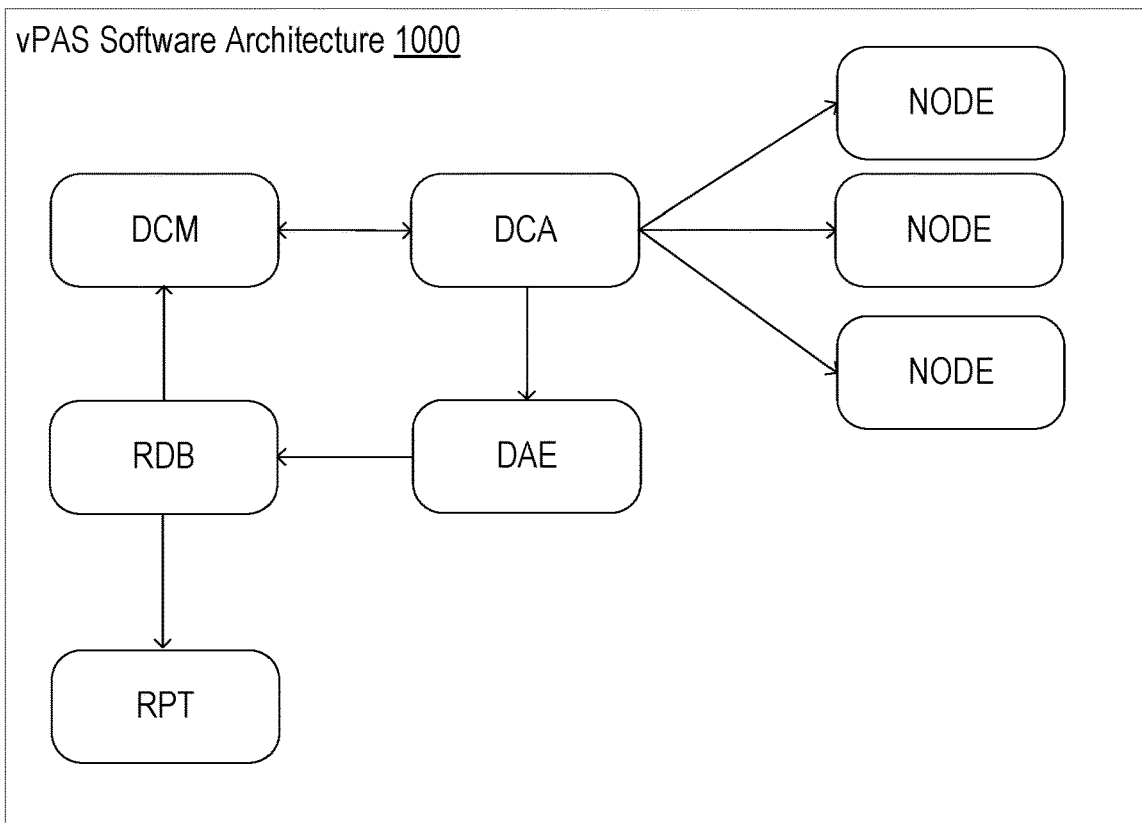 vPAS Software Architecture 1000
NODE
DCM
DCA
NODE
NODE
RDB
DAE
RPT